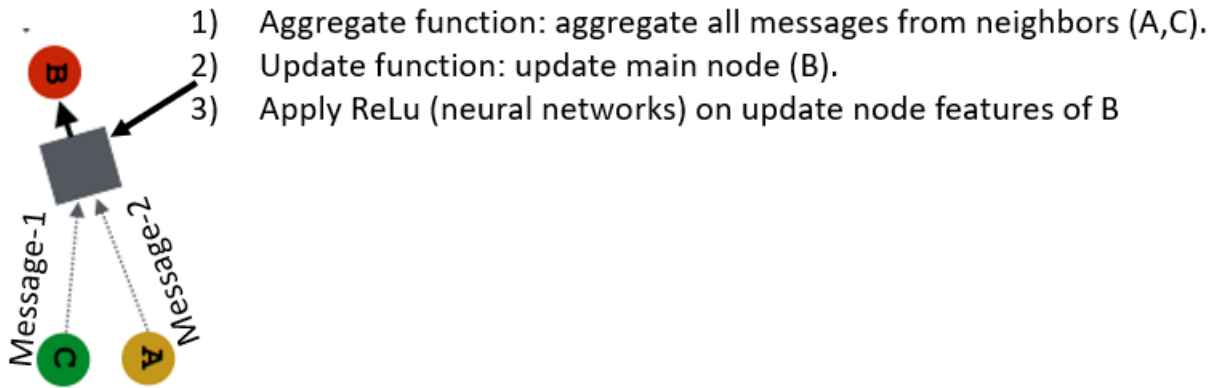 1) Aggregate function: aggregate all messages from neighbors (A,C).
2) Update function: update main node (B).
3) Apply ReLu (neural networks) on update node features of B
B
Message-1
Message-2
C
A